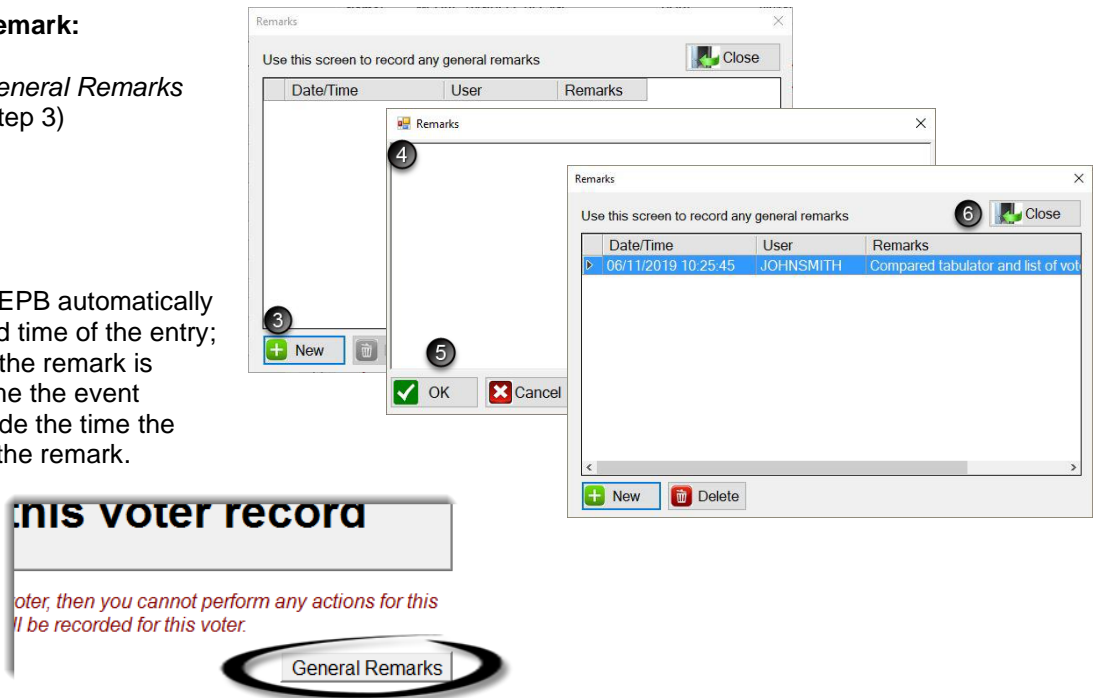 emark:
eneral Remarks
tep 3)
EPB automatically
d time of the entry;
the remark is
ne the event
de the time the
the remark.
Remarks
Use this screen to record any general remarks
Close
Date/Time User Remarks
3
New
Remarks
4
5
OK Cancel
Remarks
Use this screen to record any general remarks
6 Close
Date/Time User Remarks
06/11/2019 10:25:45 JOHNSMITH Compared tabulator and list of vot
New Delete
this voter record
oter, then you cannot perform any actions for this
ll be recorded for this voter.
General Remarks